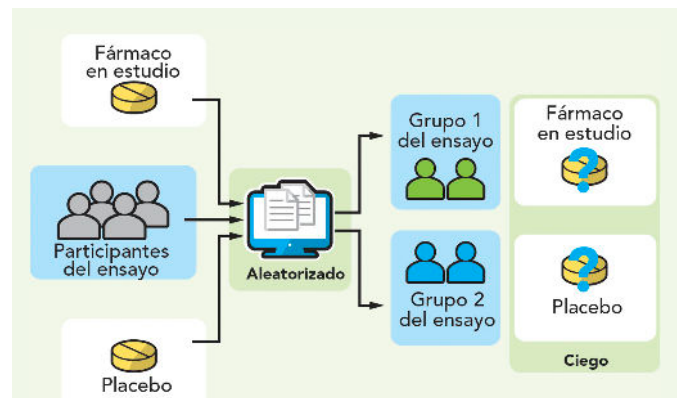 Fármaco
en estudio
Participantes
del ensayo
Placebo
Aleatorizado
Grupo 1
del ensayo
Grupo 2
del ensayo
Fármaco
en estudio
?
?
Placebo
Ciego